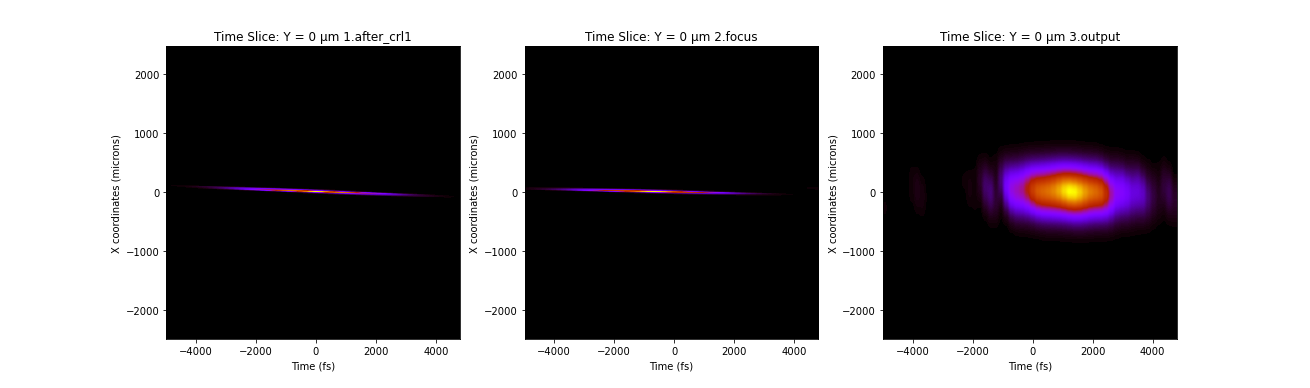 Time Slice: Y = 0 μm 1.after_crl1
X coordinates (microns)
2000
1000
0
−1000
−2000
−4000 −2000 0 2000 4000
Time (fs)
Time Slice: Y = 0 μm 2.focus
X coordinates (microns)
2000
1000
0
−1000
−2000
−4000 −2000 0 2000 4000
Time (fs)
Time Slice: Y = 0 μm 3.output
X coordinates (microns)
2000
1000
0
−1000
−2000
−4000 −2000 0 2000 4000
Time (fs)